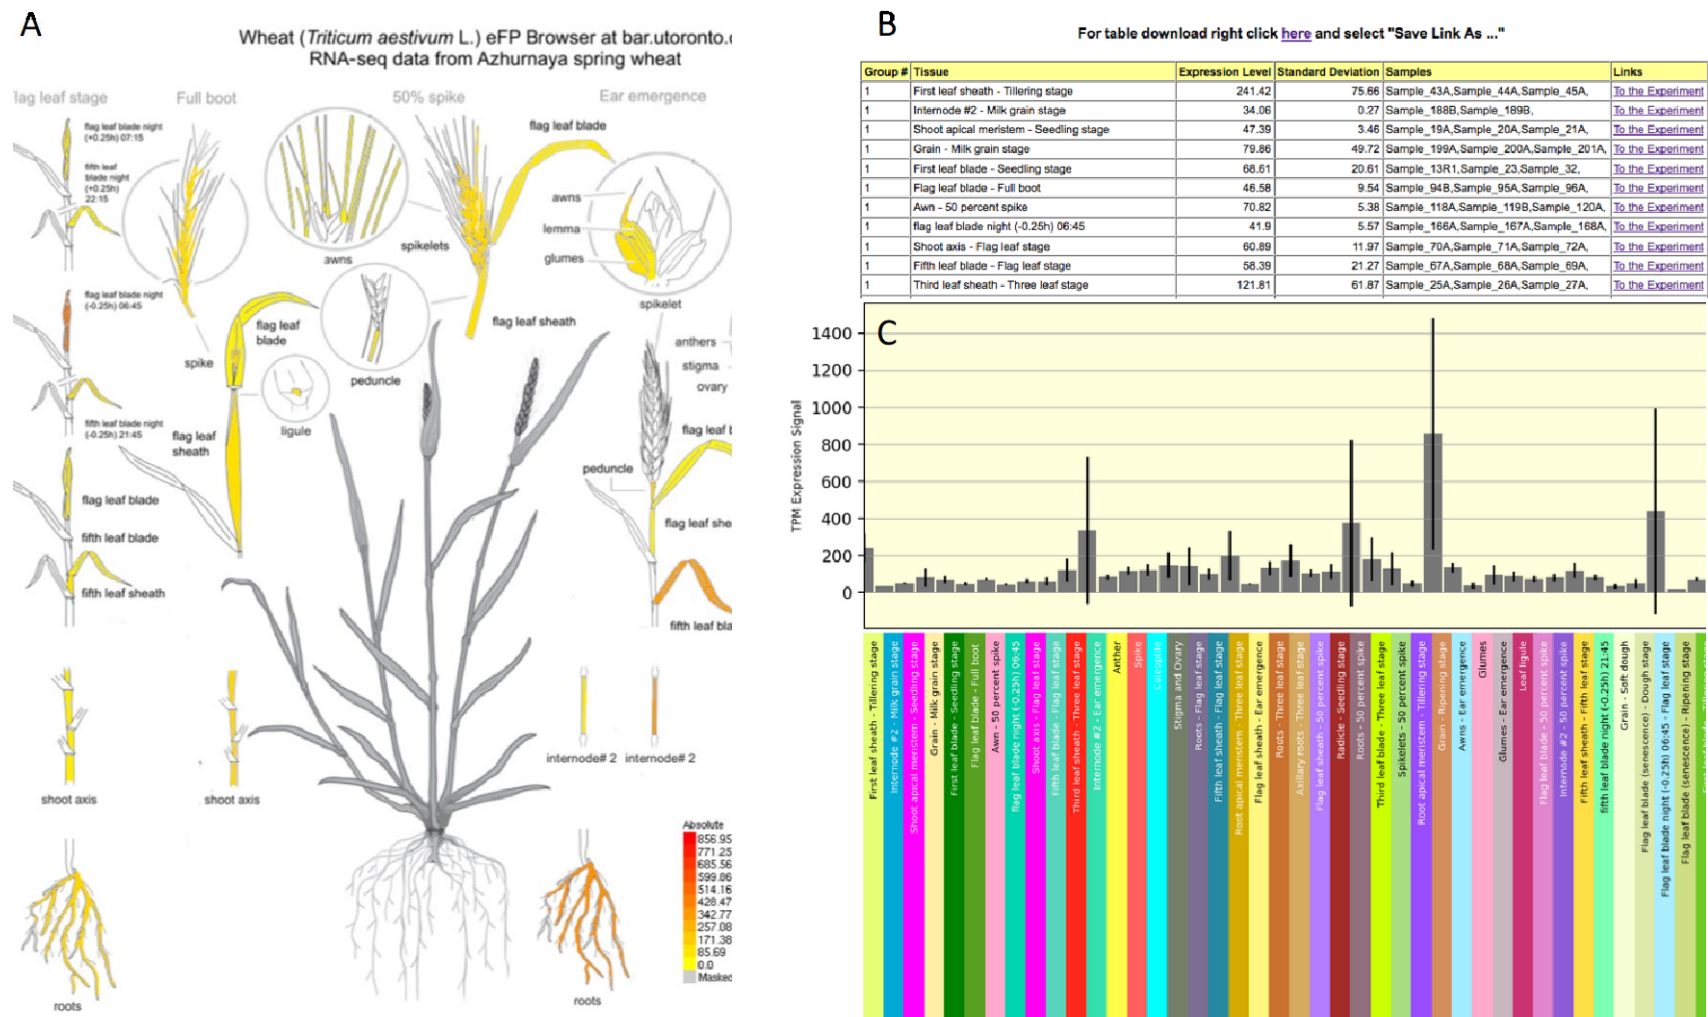 A
Wheat (Triticum aestivum L.) eFP Browser at bar.utoronto.c
RNA-seq data from Azhurnaya spring wheat
lag leaf stage
Full boot
50% spike
Ear emergence
flag leaf blade night
(+0.25h) 07:15
fifth leaf
blade night
(+0.25h)
22:15
flag leaf blade night
(-0.25h) 06:45
fifth leaf blade night
(-0.25h) 21:45
flag leaf blade
fifth leaf blade
fifth leaf sheath
spike
flag leaf
blade
ligule
flag leaf
sheath
awns
peduncle
spikelets
flag leaf blade
flag leaf sheath
awns
lemma
glumes
spikelet
anthers
stigma
ovary
flag leaf b
peduncle
flag leaf she
fifth leaf bla
shoot axis
shoot axis
internode# 2
internode# 2
roots
roots
Absolute
856.95
771.25
685.56
599.86
514.16
428.47
342.77
257.08
171.38
85.69
0.0
Masked
B
For table download right click here and select "Save Link As ..."
Group # Tissue Expression Level Standard Deviation Samples Links
1 First leaf sheath - Tillering stage 241.42 75.66 Sample_43A,Sample_44A,Sample_45A, To the Experiment
1 Internode #2 - Milk grain stage 34.06 0.27 Sample_188B,Sample_189B, To the Experiment
1 Shoot apical meristem - Seedling stage 47.39 3.46 Sample_19A,Sample_20A,Sample_21A, To the Experiment
1 Grain - Milk grain stage 79.86 49.72 Sample_199A,Sample_200A,Sample_201A, To the Experiment
1 First leaf blade - Seedling stage 68.61 20.61 Sample_13R1,Sample_23,Sample_32, To the Experiment
1 Flag leaf blade - Full boot 46.58 9.54 Sample_94B,Sample_95A,Sample_96A, To the Experiment
1 Awn - 50 percent spike 70.82 5.38 Sample_118A,Sample_119B,Sample_120A, To the Experiment
1 flag leaf blade night (-0.25h) 06:45 41.9 5.57 Sample_166A,Sample_167A,Sample_168A, To the Experiment
1 Shoot axis - Flag leaf stage 60.89 11.97 Sample_70A,Sample_71A,Sample_72A, To the Experiment
1 Fifth leaf blade - Flag leaf stage 58.39 21.27 Sample_67A,Sample_68A,Sample_69A, To the Experiment
1 Third leaf sheath - Three leaf stage 121.81 61.87 Sample_25A,Sample_26A,Sample_27A, To the Experiment
C
TPM Expression Signal
1400
1200
1000
800
600
400
200
0
First leaf sheath - Tillering stage
Internode #2 - Milk grain stage
Shoot apical meristem - Seedling stage
Grain - Milk grain stage
First leaf blade - Seedling stage
Flag leaf blade - Full boot
Awn - 50 percent spike
flag leaf blade night (-0.25h) 06:45
Shoot axis - Flag leaf stage
Fifth leaf blade - Flag leaf stage
Third leaf sheath - Three leaf stage
Internode #2 - Ear emergence
Anther
Spike
Coleoptile
Stigma and Ovary
Roots - Flag leaf stage
Fifth leaf sheath - Flag leaf stage
Root apical meristem - Three leaf stage
Flag leaf sheath - Ear emergence
Roots - Three leaf stage
Axillary roots - Three leaf stage
Flag leaf sheath - 50 percent spike
Radicle - Seedling stage
Roots - 50 percent spike
Third leaf blade - Three leaf stage
Spikelets - 50 percent spike
Root apical meristem - Tillering stage
Grain - Ripening stage
Awns - Ear emergence
Glumes
Glumes - Ear emergence
Leaf ligule
Flag leaf blade - 50 percent spike
Internode #2 - 50 percent spike
Fifth leaf sheath - Fifth leaf stage
fifth leaf blade night (-0.25h) 21:45
Grain - Soft dough
Flag leaf blade (senescence) - Dough stage
Flag leaf blade night (-0.25h) 06:45 - Flag leaf stage
Flag leaf blade (senescence) - Ripening stage